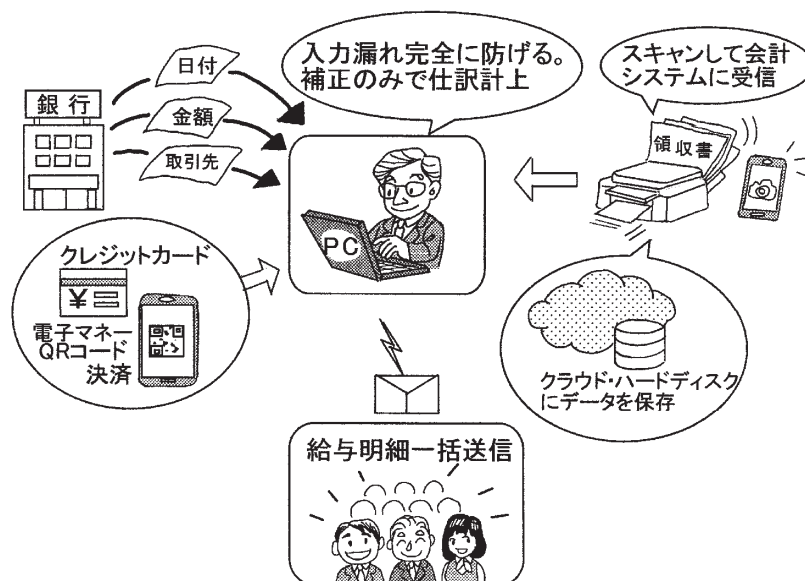 銀行
日付
金額
取引先
入力漏れ完全に防げる。
補正のみで仕訳計上
スキャンして会計
システムに受信
領収書
PC
クレジットカード
¥
電子マネー
QRコード
決済
クラウド・ハードディスク
にデータを保存
給与明細一括送信